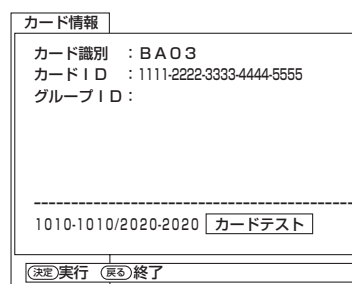 カード情報
カード識別 ：ＢＡ０３
カードＩＤ ：1111-2222-3333-4444-5555
グループＩＤ：
1010-1010/2020-2020 カードテスト
決定 実行 戻る 終了